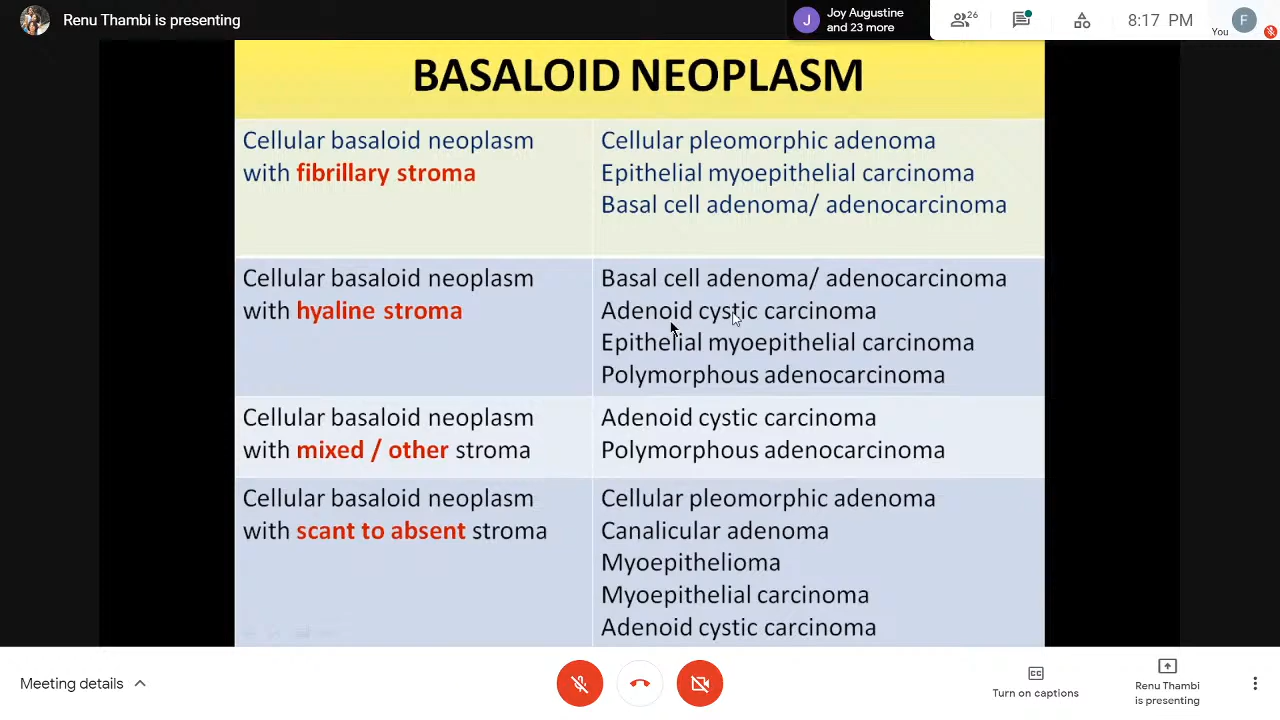 Renu Thambi is presenting
J
Joy Augustine
and 23 more
26
8:17 PM
You
F
BASALOID NEOPLASM
Cellular basaloid neoplasm
with fibrillary stroma
Cellular pleomorphic adenoma
Epithelial myoepithelial carcinoma
Basal cell adenoma/ adenocarcinoma
Cellular basaloid neoplasm
with hyaline stroma
Basal cell adenoma/ adenocarcinoma
Adenoid cystic carcinoma
Epithelial myoepithelial carcinoma
Polymorphous adenocarcinoma
Cellular basaloid neoplasm
with mixed / other stroma
Adenoid cystic carcinoma
Polymorphous adenocarcinoma
Cellular basaloid neoplasm
with scant to absent stroma
Cellular pleomorphic adenoma
Canalicular adenoma
Myoepithelioma
Myoepithelial carcinoma
Adenoid cystic carcinoma
Meeting details
CC
Turn on captions
Renu Thambi
is presenting